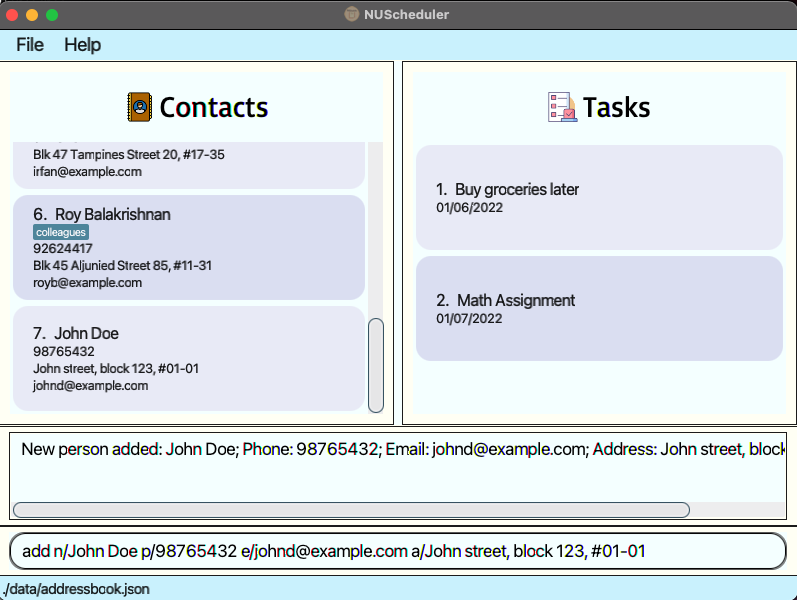 NUScheduler
File Help
Contacts
Blk 47 Tampines Street 20, #17-35
irfan@example.com
6. Roy Balakrishnan
colleagues
92624417
Blk 45 Aljunied Street 85, #11-31
royb@example.com
7. John Doe
98765432
John street, block 123, #01-01
johnd@example.com
Tasks
1. Buy groceries later
01/06/2022
2. Math Assignment
01/07/2022
New person added: John Doe; Phone: 98765432; Email: johnd@example.com; Address: John street, block
add n/John Doe p/98765432 e/johnd@example.com a/John street, block 123, #01-01
./data/addressbook.json